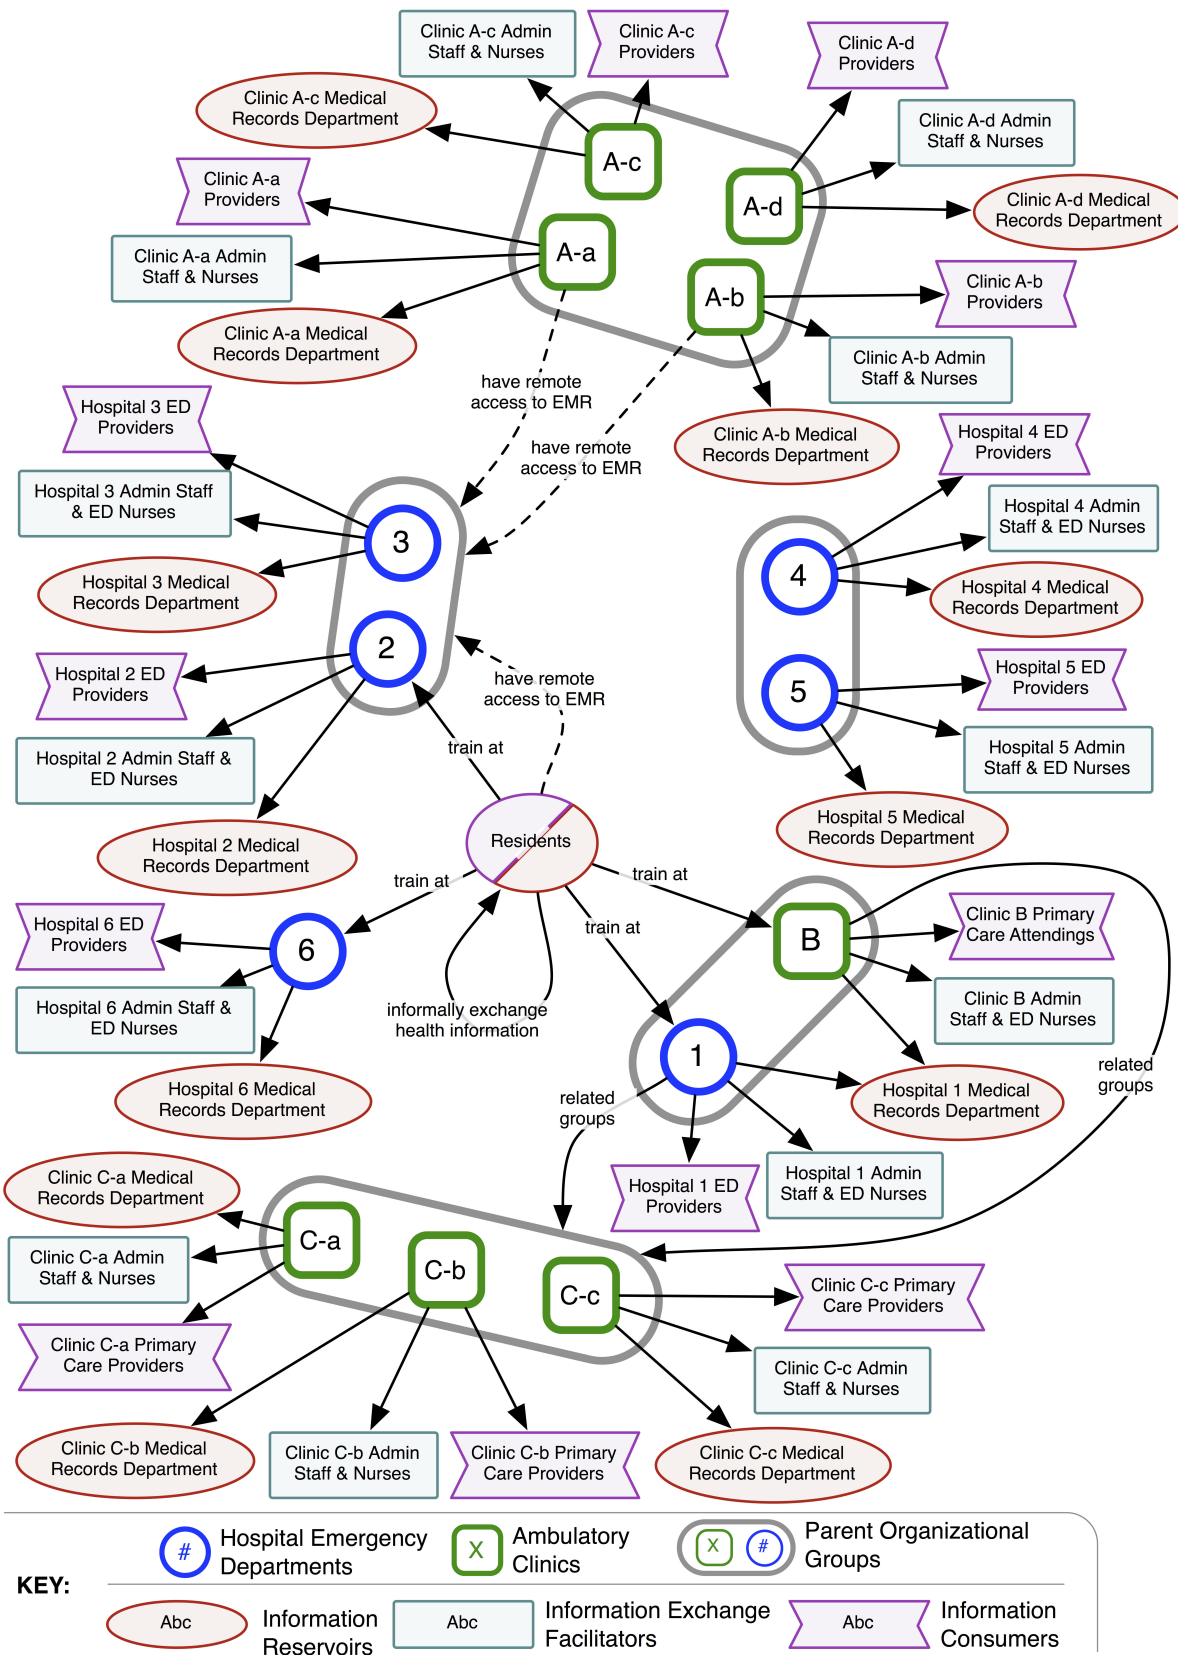 Clinic A-c Admin
Staff & Nurses
Clinic A-c
Providers
Clinic A-d
Providers
Clinic A-c Medical
Records Department
Clinic A-d Admin
Staff & Nurses
A-c
Clinic A-a
Providers
A-d
Clinic A-d Medical
Records Department
Clinic A-a Admin
Staff & Nurses
A-a
A-b
Clinic A-b
Providers
Clinic A-a Medical
Records Department
Clinic A-b Admin
Staff & Nurses
have remote
access to EMR
Hospital 3 ED
Providers
have remote
access to EMR
Clinic A-b Medical
Records Department
Hospital 4 ED
Providers
Hospital 3 Admin Staff
& ED Nurses
Hospital 4 Admin
Staff & ED Nurses
3
4
Hospital 3 Medical
Records Department
Hospital 4 Medical
Records Department
2
Hospital 2 ED
Providers
have remote
access to EMR
5
Hospital 5 ED
Providers
train at
Hospital 2 Admin Staff &
ED Nurses
Hospital 5 Admin
Staff & ED Nurses
Hospital 2 Medical
Records Department
Residents
Hospital 5 Medical
Records Department
train at
train at
train at
Hospital 6 ED
Providers
6
B
Clinic B Primary
Care Attendings
Hospital 6 Admin Staff &
ED Nurses
informally exchange
health information
Clinic B Admin
Staff & ED Nurses
1
related
groups
Hospital 6 Medical
Records Department
related
groups
Hospital 1 Medical
Records Department
Hospital 1 ED
Providers
Hospital 1 Admin
Staff & ED Nurses
Clinic C-a Medical
Records Department
C-a
Clinic C-a Admin
Staff & Nurses
C-b
C-c
Clinic C-c Primary
Care Providers
Clinic C-a Primary
Care Providers
Clinic C-c Admin
Staff & Nurses
Clinic C-b Medical
Records Department
Clinic C-b Admin
Staff & Nurses
Clinic C-b Primary
Care Providers
Clinic C-c Medical
Records Department
KEY:
#
Hospital Emergency
Departments
X
Ambulatory
Clinics
X
#
Parent Organizational
Groups
Abc
Information
Reservoirs
Abc
Information Exchange
Facilitators
Abc
Information
Consumers